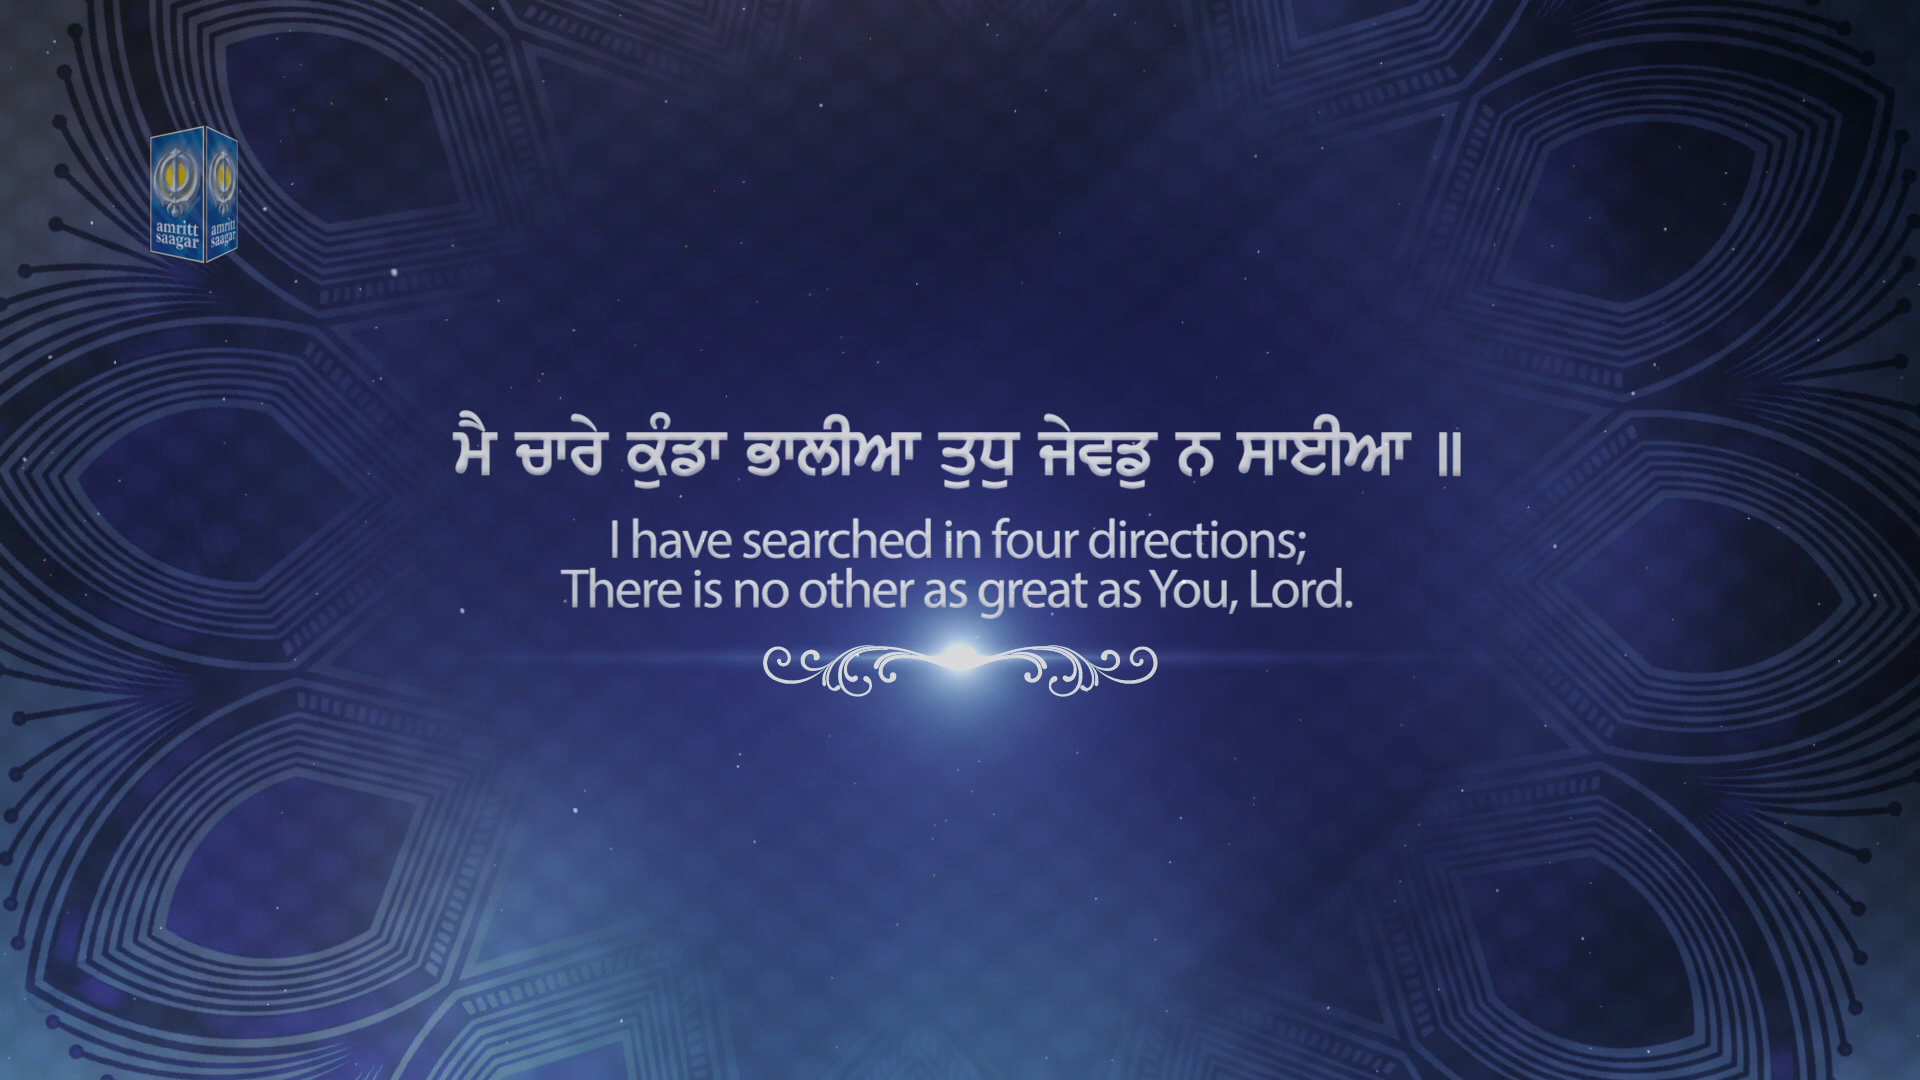 amritt
saagar
amritt
saagar
ਮੈ ਚਾਰੇ ਕੁੰਡਾ ਭਾਲੀਆ ਤੁਧੁ ਜੇਵਡੁ ਨ ਸਾਈਆ ॥
I have searched in four directions;
There is no other as great as You, Lord.